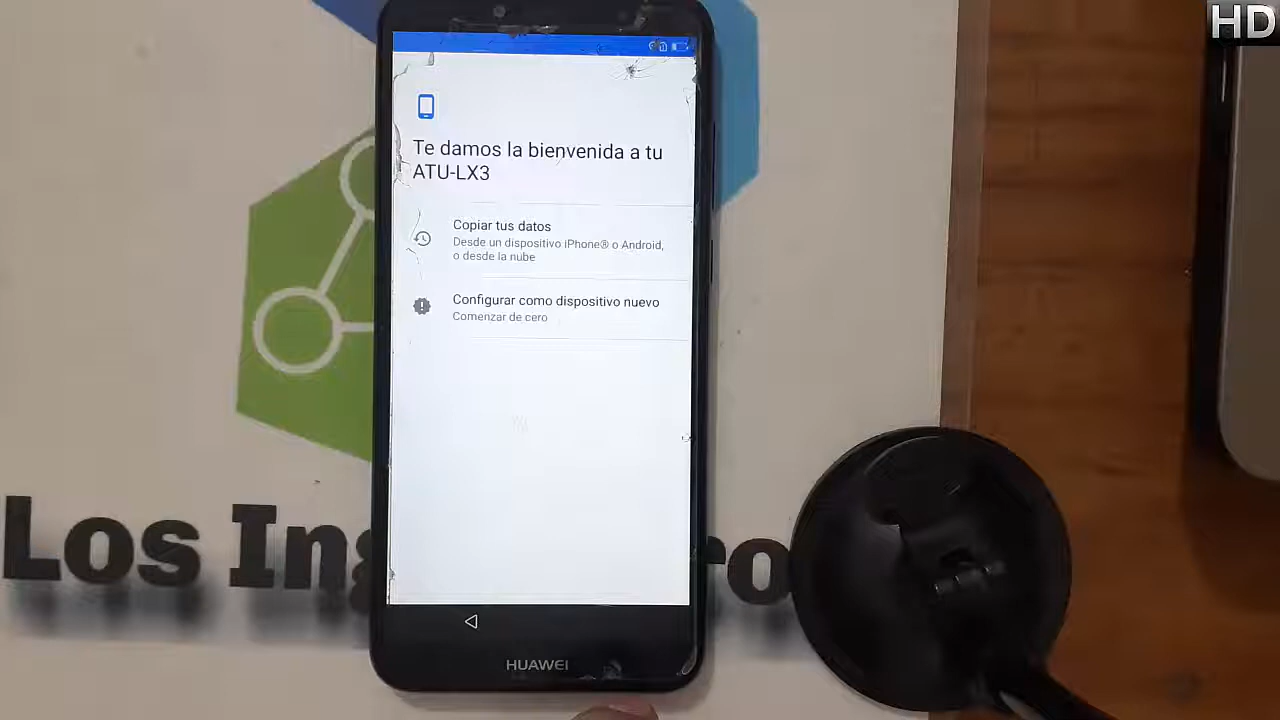 HD
Te damos la bienvenida a tu
ATU-LX3
Copiar tus datos
Desde un dispositivo iPhone® o Android,
o desde la nube
Configurar como dispositivo nuevo
Comenzar de cero
Los In
ro
HUAWEI